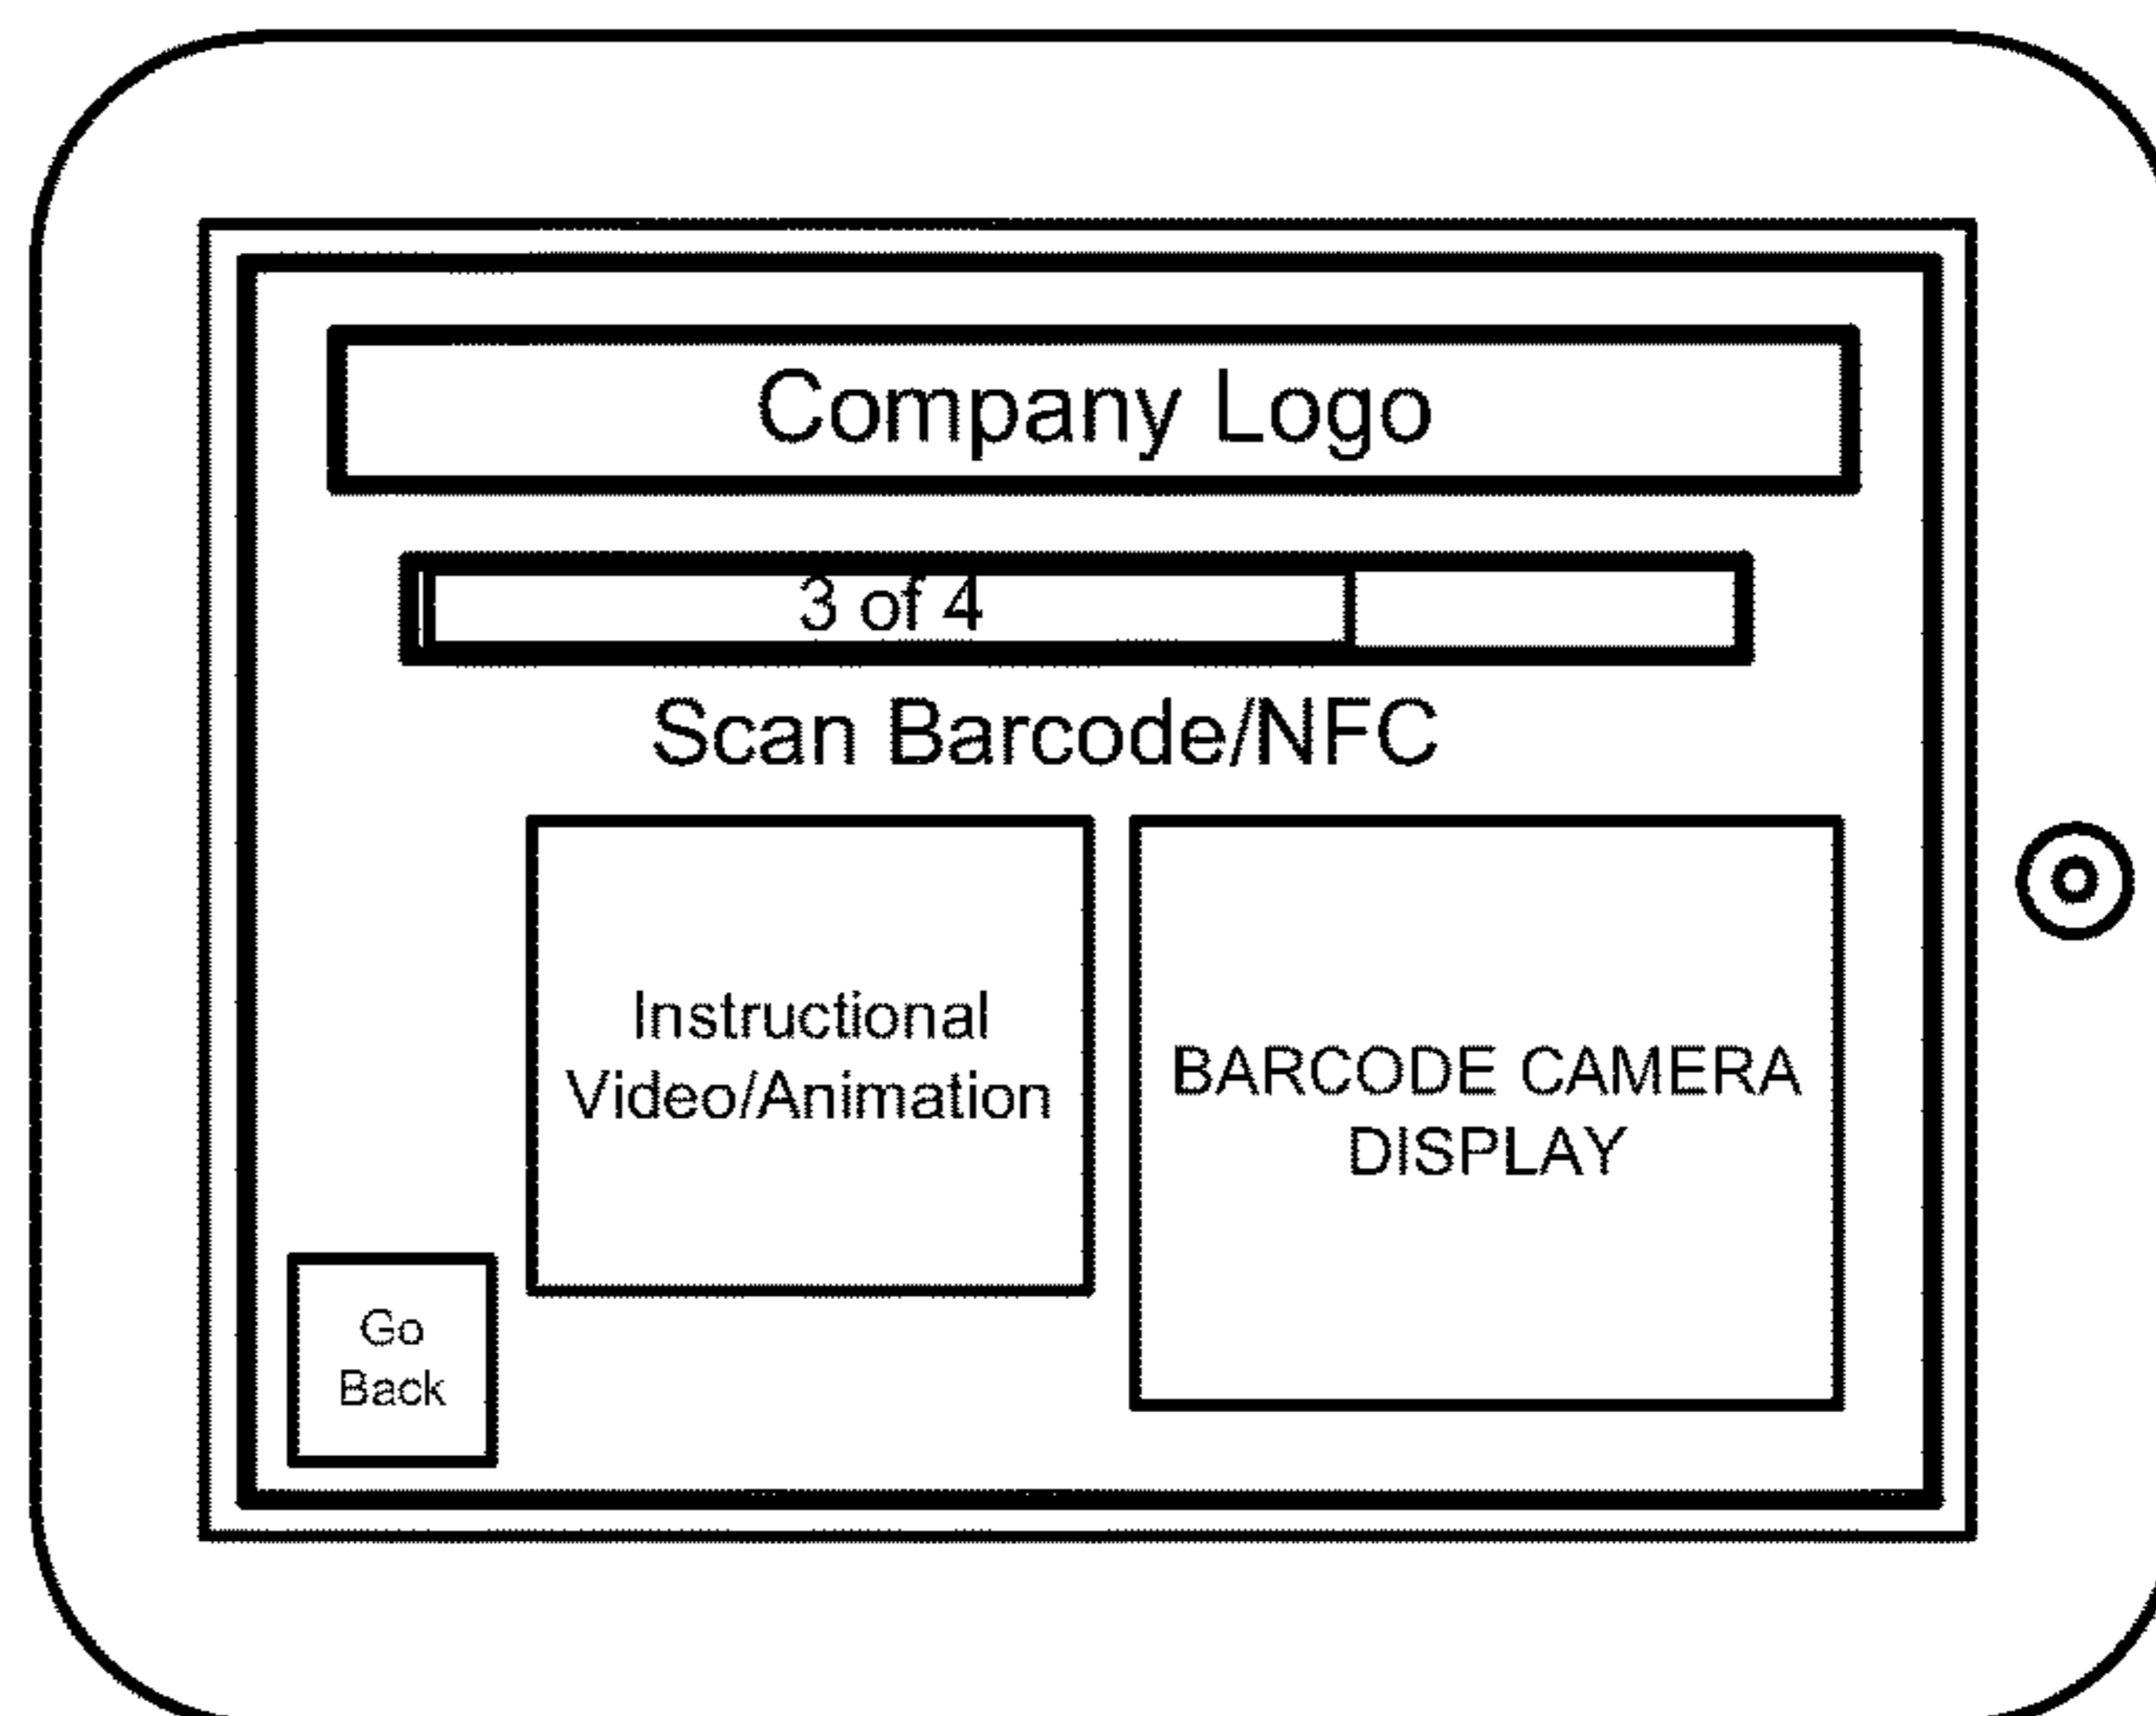 Company Logo
3 of 4
Scan Barcode/NFC
Instructional
Video/Animation
BARCODE CAMERA
DISPLAY
Go
Back